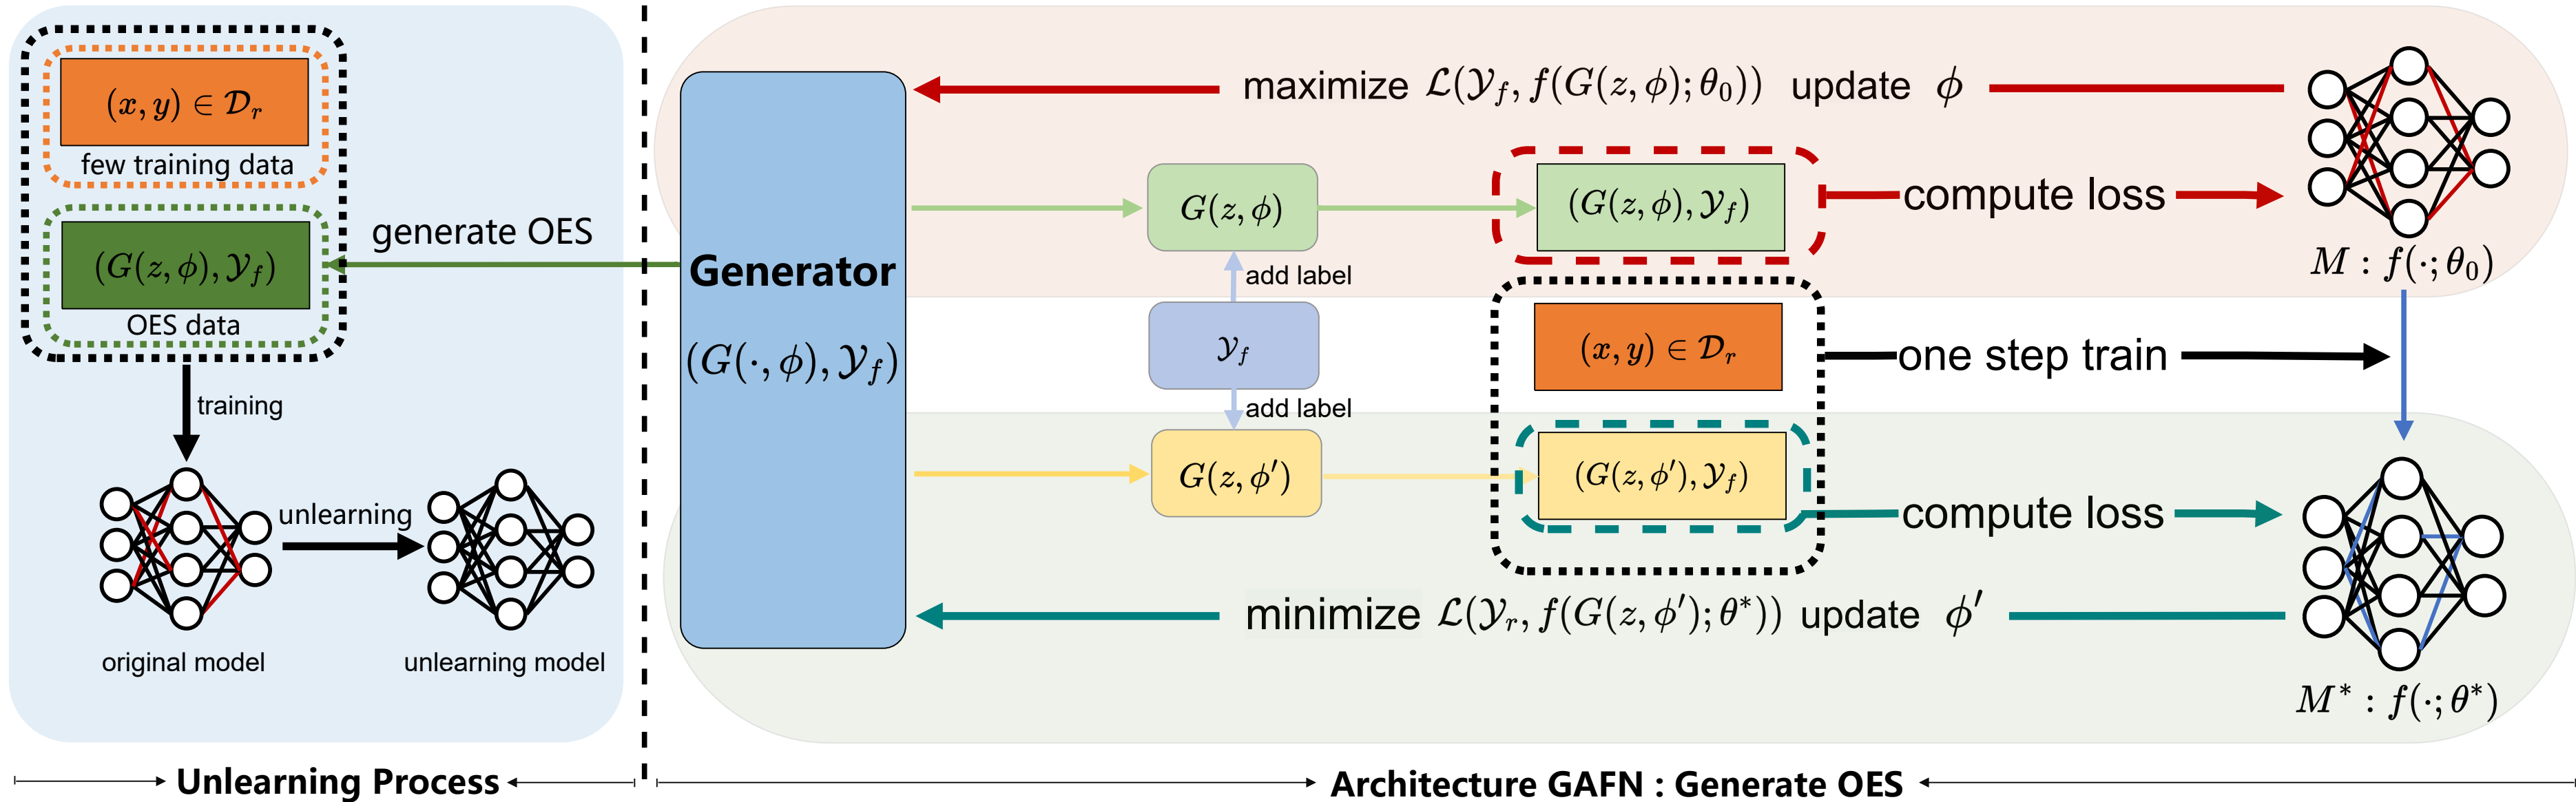 (x, y) ∈ 𝒟_r
few training data
(G(z, ϕ), 𝒴_f)
OES data
generate OES
training
unlearning
original model
unlearning model
Unlearning Process
Generator
(G(·, ϕ), 𝒴_f)
maximize ℒ(𝒴_f, f(G(z, ϕ); θ_0)) update ϕ
G(z, ϕ)
(G(z, ϕ), 𝒴_f)
compute loss
M : f(·; θ_0)
add label
𝒴_f
(x, y) ∈ 𝒟_r
one step train
add label
G(z, ϕ′)
(G(z, ϕ′), 𝒴_f)
compute loss
minimize ℒ(𝒴_r, f(G(z, ϕ′); θ*)) update ϕ′
M* : f(·; θ*)
Architecture GAFN : Generate OES